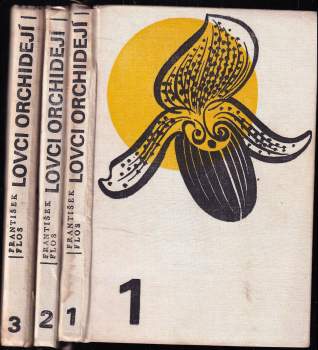 3 | FRANTIŠEK FLOS LOVCI ORCHIDEJÍ
2 | FRANTIŠEK FLOS LOVCI ORCHIDEJÍ
1 | FRANTIŠEK FLOS LOVCI ORCHIDEJÍ
1